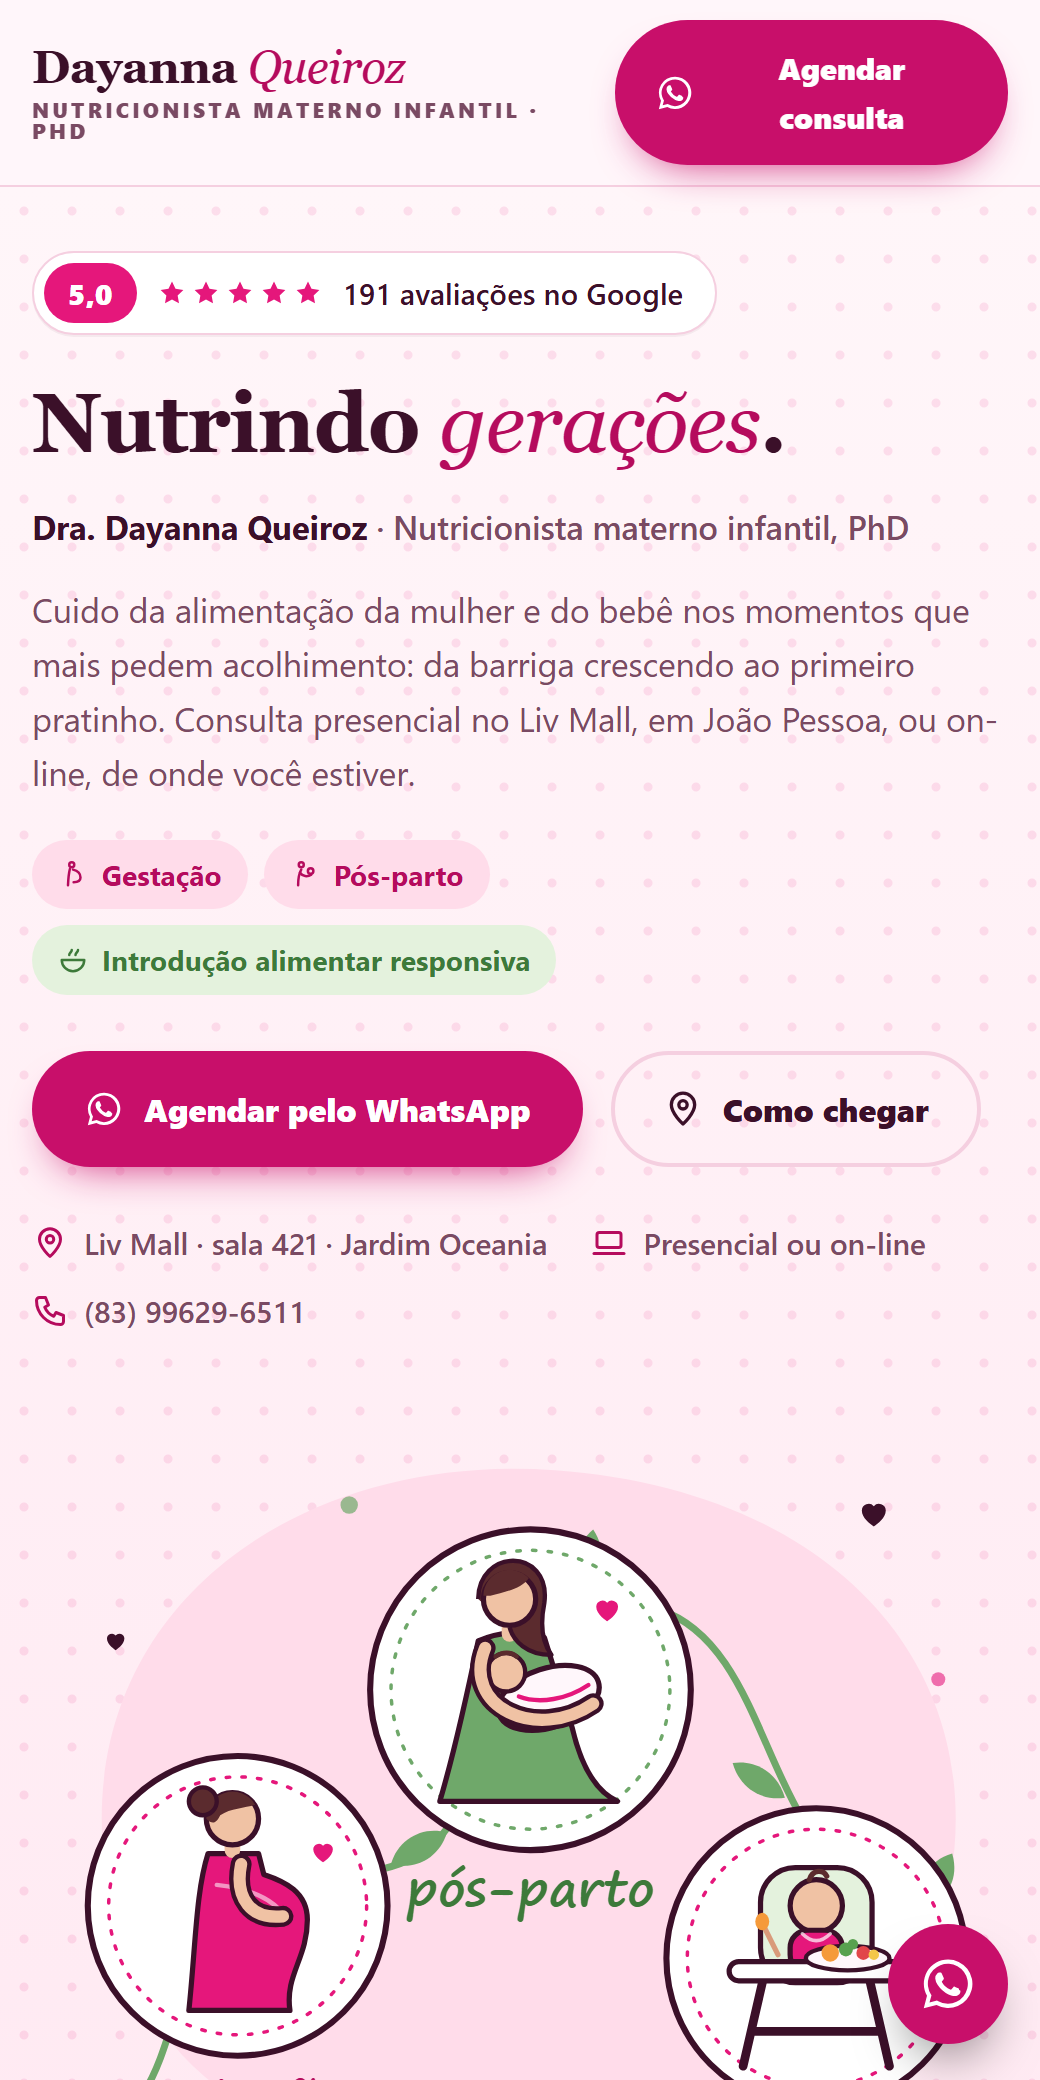 Dayanna Queiroz
NUTRICIONISTA MATERNO INFANTIL ·
PHD
Agendar
consulta
5,0 ★★★★★ 191 avaliações no Google
Nutrindo gerações.
Dra. Dayanna Queiroz · Nutricionista materno infantil, PhD
Cuido da alimentação da mulher e do bebê nos momentos que
mais pedem acolhimento: da barriga crescendo ao primeiro
pratinho. Consulta presencial no Liv Mall, em João Pessoa, ou on-
line, de onde você estiver.
Gestação
Pós-parto
Introdução alimentar responsiva
Agendar pelo WhatsApp
Como chegar
Liv Mall · sala 421 · Jardim Oceania
Presencial ou on-line
(83) 99629-6511
pós-parto